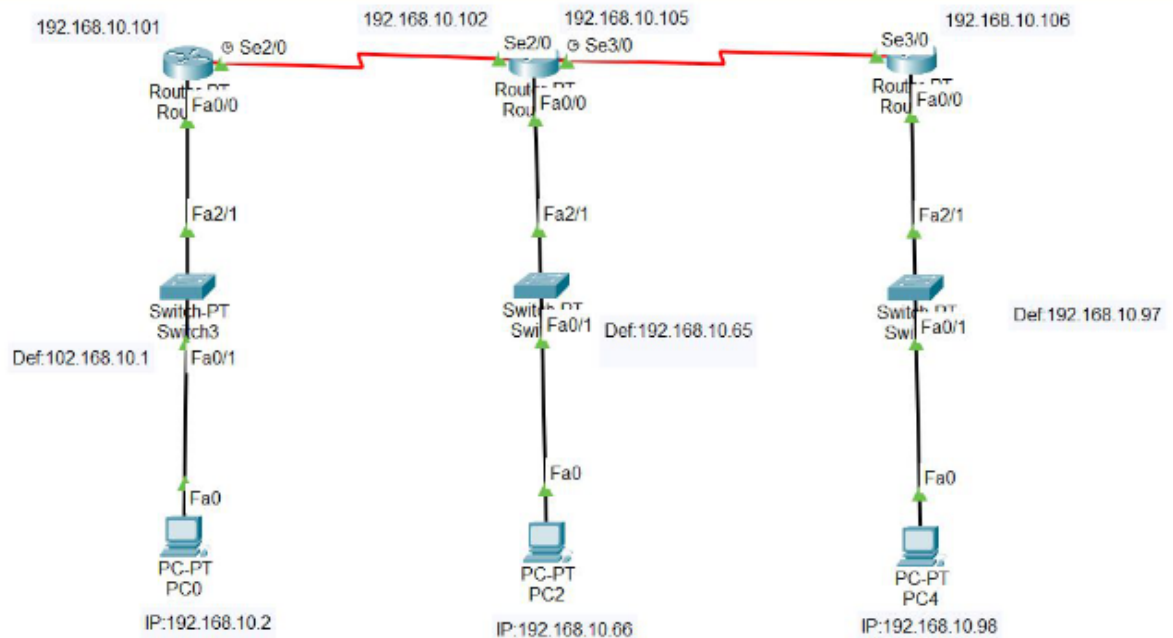 192.168.10.101
192.168.10.102
192.168.10.105
192.168.10.106
Se2/0
Se2/0
Se3/0
Se3/0
Fa0/0
Fa0/0
Fa0/0
Fa2/1
Fa2/1
Fa2/1
Switch-PT
Switch3
Def:102.168.10.1
Fa0/1
Fa0/1
Def:192.168.10.65
Fa0/1
Def:192.168.10.97
Fa0
Fa0
Fa0
PC-PT
PC0
PC-PT
PC2
PC-PT
PC4
IP:192.168.10.2
IP:192.168.10.66
IP:192.168.10.98